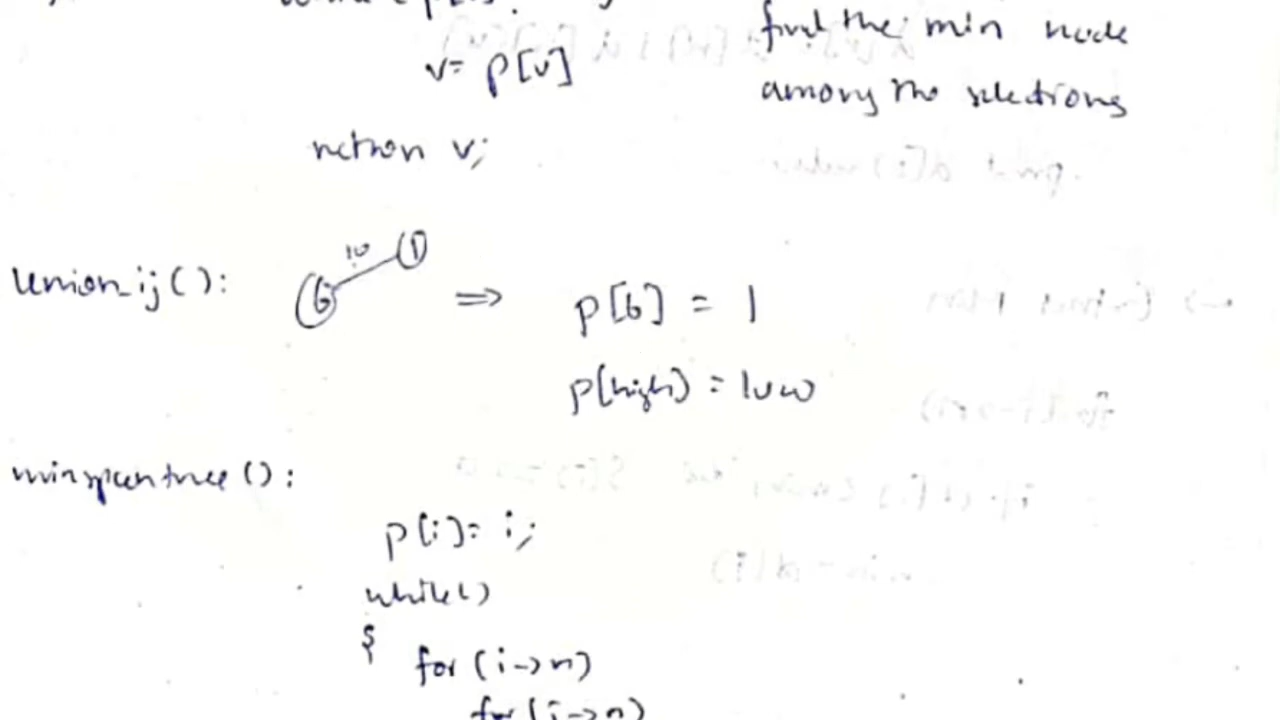 find the min node
v= p[v]
among the selections
return v;
10
6 1
Union_ij():
⇒ p[6] = 1
p(high) = low
minspantree():
p[i]= i;
while()
{
for (i->n)
for (j->n)